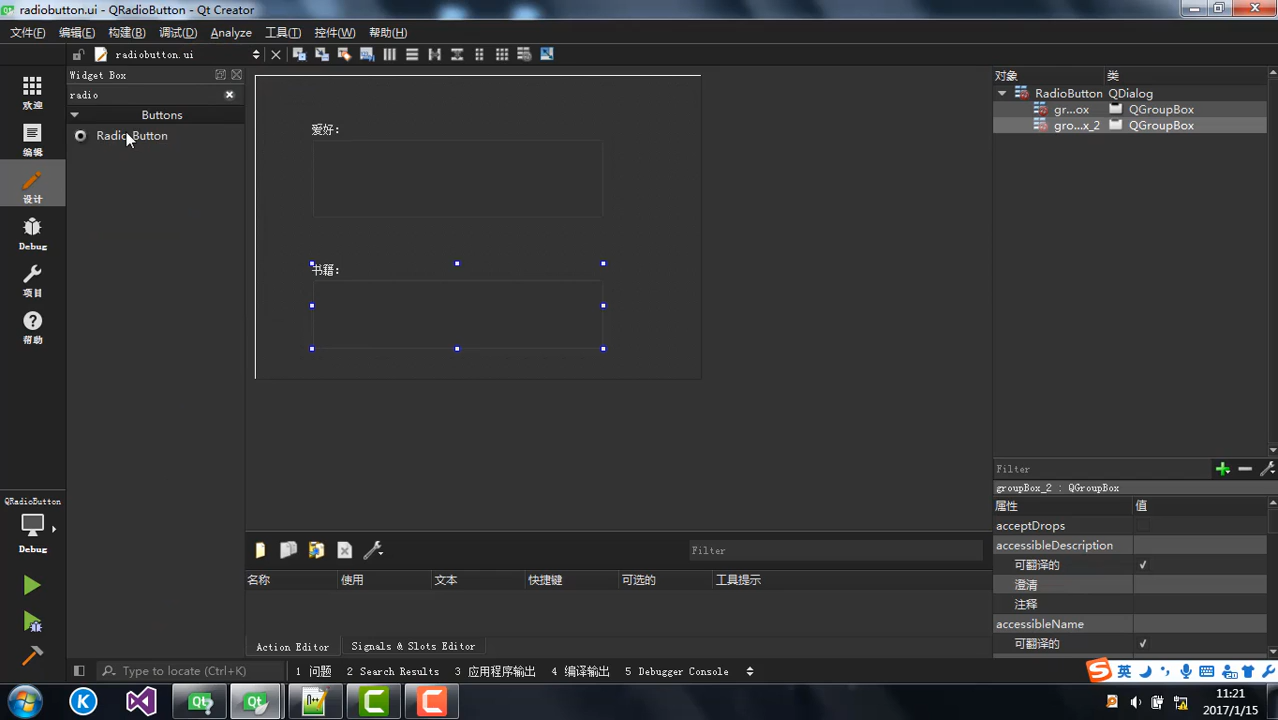 radiobutton.ui - QRadioButton - Qt Creator
文件(F) 编辑(E) 构建(B) 调试(D) Analyze 工具(T) 控件(W) 帮助(H)
radiobutton.ui
Widget Box
radio
Buttons
Radio Button
欢迎
编辑
设计
Debug
项目
帮助
QRadioButton
Debug
爱好:
书籍:
对象 类
RadioButton QDialog
gr...ox QGroupBox
gro...x_2 QGroupBox
Filter
groupBox_2 : QGroupBox
属性 值
acceptDrops
accessibleDescription
可翻译的
澄清
注释
accessibleName
可翻译的
Filter
名称 使用 文本 快捷键 可选的 工具提示
Action Editor Signals & Slots Editor
Type to locate (Ctrl+K) 1 问题 2 Search Results 3 应用程序输出 4 编译输出 5 Debugger Console
英
11:21
2017/1/15